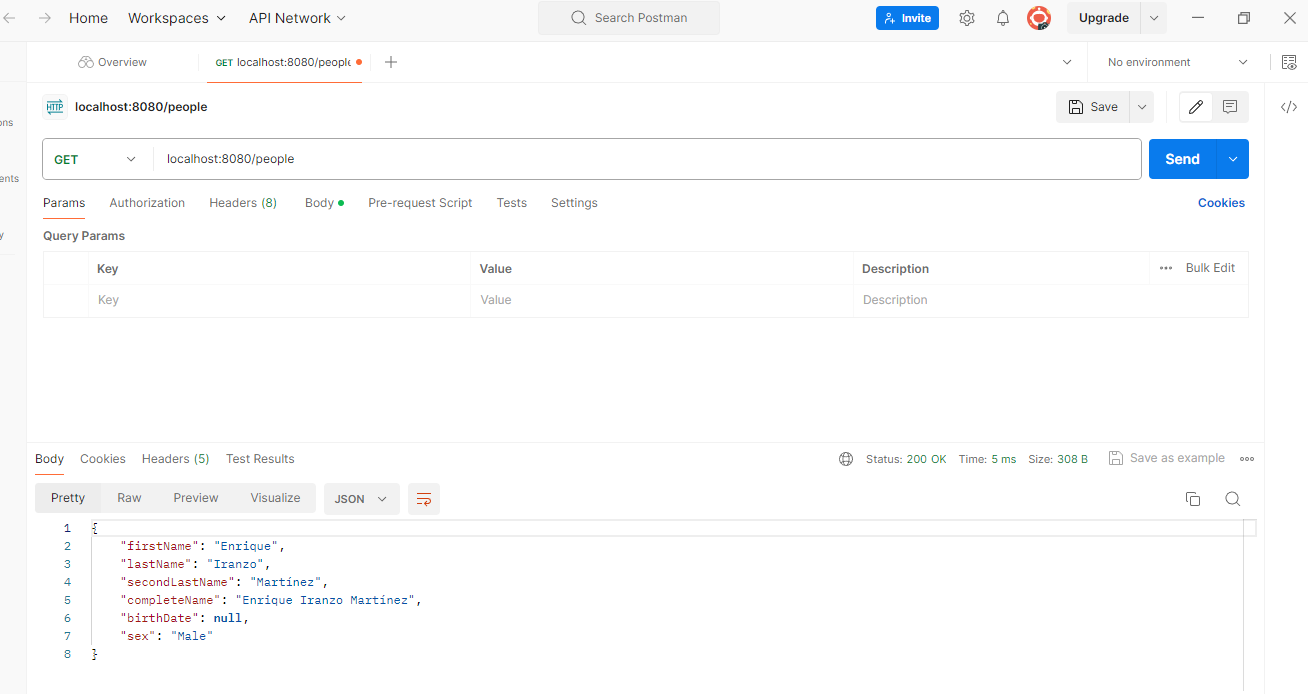 Home Workspaces API Network Search Postman Invite Upgrade
Overview GET localhost:8080/people No environment
HTTP localhost:8080/people Save
ons
GET localhost:8080/people Send
ents
Params Authorization Headers (8) Body Pre-request Script Tests Settings Cookies
y
Query Params
Key Value Description Bulk Edit
Key Value Description
Body Cookies Headers (5) Test Results Status: 200 OK Time: 5 ms Size: 308 B Save as example
Pretty Raw Preview Visualize JSON
1 {
2 "firstName": "Enrique",
3 "lastName": "Iranzo",
4 "secondLastName": "Martínez",
5 "completeName": "Enrique Iranzo Martínez",
6 "birthDate": null,
7 "sex": "Male"
8 }